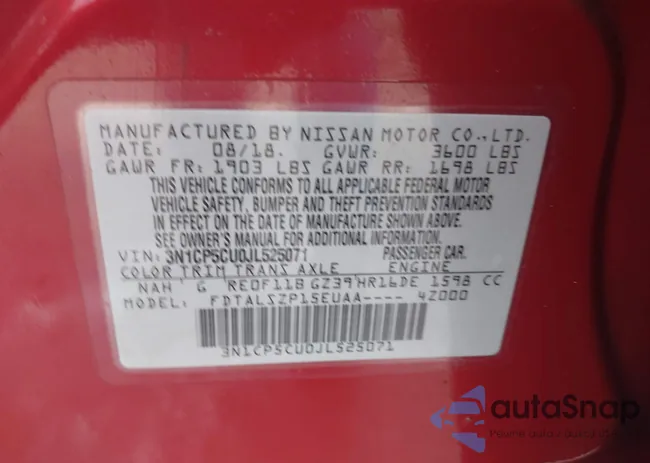 MANUFACTURED BY NISSAN MOTOR CO.,LTD.
DATE: 08/18. GVWR: 3600 LBS
GAWR FR: 1903 LBS GAWR RR: 1698 LBS
THIS VEHICLE CONFORMS TO ALL APPLICABLE FEDERAL MOTOR
VEHICLE SAFETY, BUMPER AND THEFT PREVENTION STANDARDS
IN EFFECT ON THE DATE OF MANUFACTURE SHOWN ABOVE.
SEE OWNER'S MANUAL FOR ADDITIONAL INFORMATION.
VIN: 3N1CP5CU0JL525071 PASSENGER CAR.
COLOR TRIM TRANS AXLE ENGINE
NAH G RE0F11B GZ39 HR16DE 1598 CC
MODEL: FDTALSZP15EUAA---- 4Z000
3N1CP5CU0JL525071
autaSnap